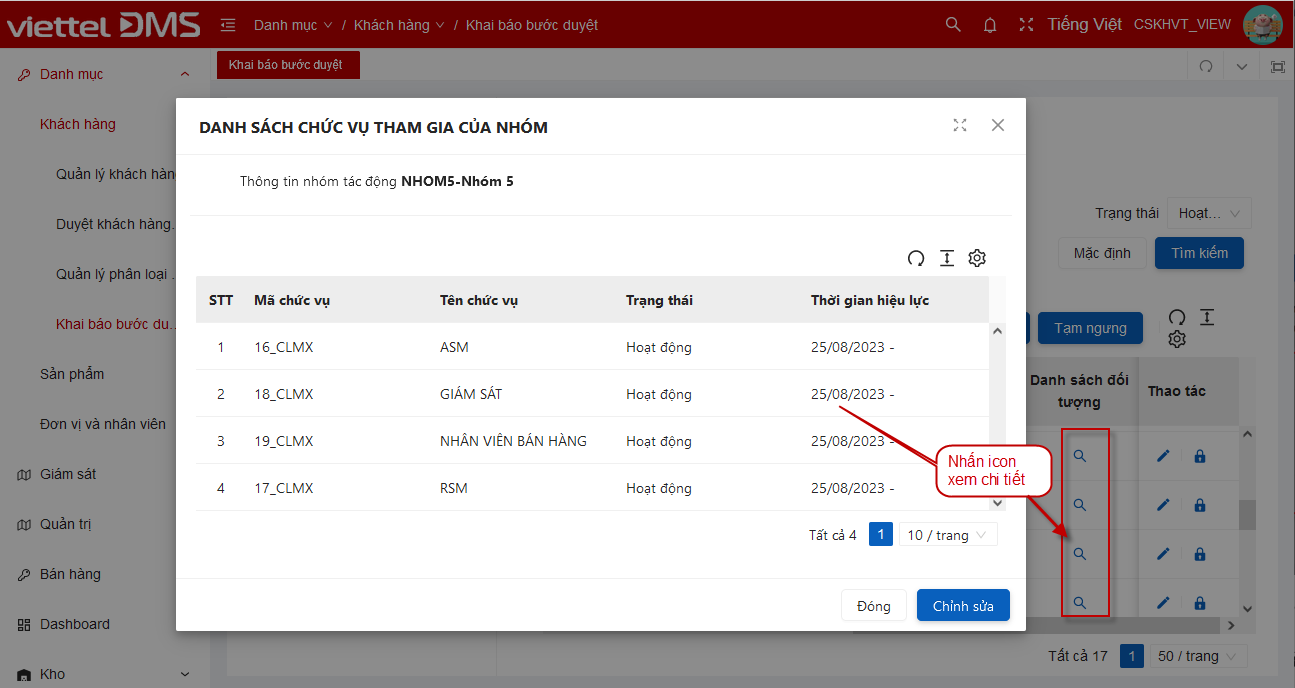 viettel DMS
Danh mục / Khách hàng / Khai báo bước duyệt
Tiếng Việt CSKHVT_VIEW
Danh mục
Khai báo bước duyệt
Khách hàng
Quản lý khách hàn
Duyệt khách hàng.
Quản lý phân loại .
Khai báo bước du..
Sản phẩm
Đơn vị và nhân viên
Giám sát
Quản trị
Bán hàng
Dashboard
Kho
DANH SÁCH CHỨC VỤ THAM GIA CỦA NHÓM
Thông tin nhóm tác động NHOM5-Nhóm 5
STT Mã chức vụ Tên chức vụ Trạng thái Thời gian hiệu lực
1 16_CLMX ASM Hoạt động 25/08/2023 -
2 18_CLMX GIÁM SÁT Hoạt động 25/08/2023 -
3 19_CLMX NHÂN VIÊN BÁN HÀNG Hoạt động 25/08/2023 -
4 17_CLMX RSM Hoạt động 25/08/2023 -
Tất cả 4 1 10 / trang
Đóng Chỉnh sửa
Trạng thái Hoạt...
Mặc định Tìm kiếm
Tạm ngưng
Danh sách đối
tượng
Thao tác
Nhấn icon
xem chi tiết
Tất cả 17 1 50 / trang